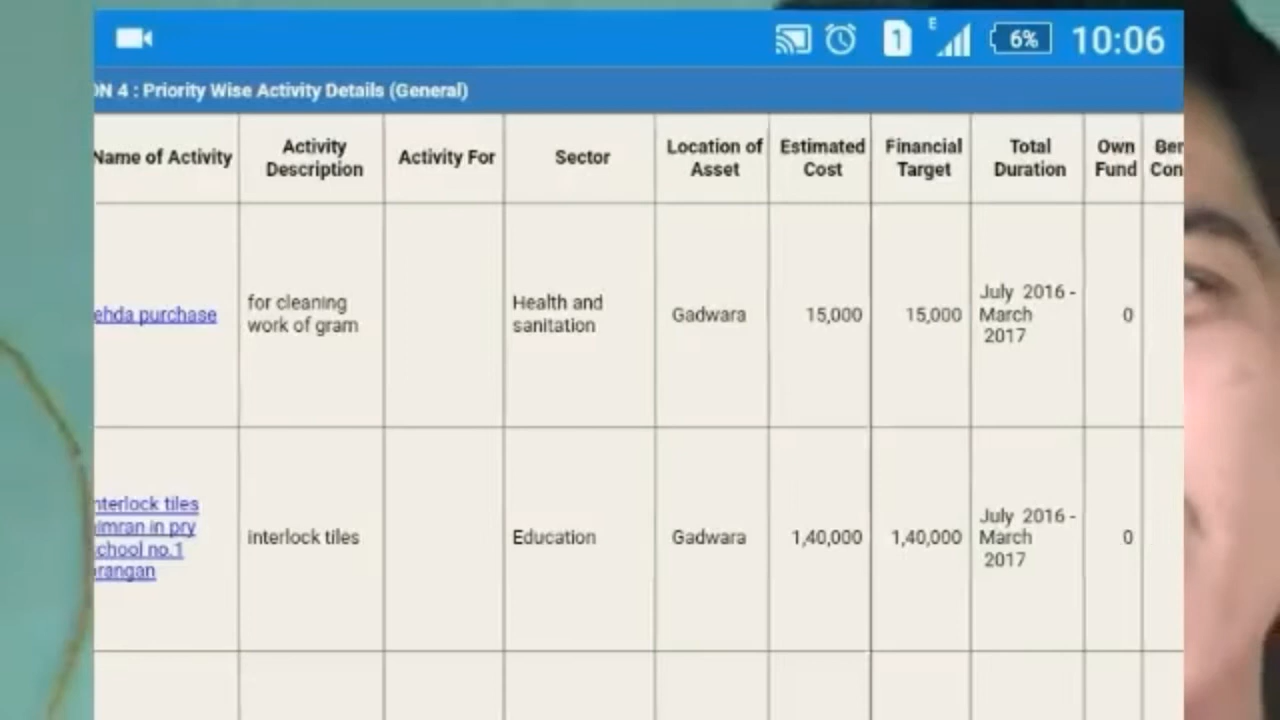 1 E 6% 10:06
ON 4 : Priority Wise Activity Details (General)
Name of Activity
Activity
Description
Activity For
Sector
Location of
Asset
Estimated
Cost
Financial
Target
Total
Duration
Own
Fund
Ber
Con
ehda purchase
for cleaning
work of gram
Health and
sanitation
Gadwara
15,000
15,000
July 2016 -
March
2017
0
nterlock tiles
imran in pry
chool no.1
rangan
interlock tiles
Education
Gadwara
1,40,000
1,40,000
July 2016 -
March
2017
0